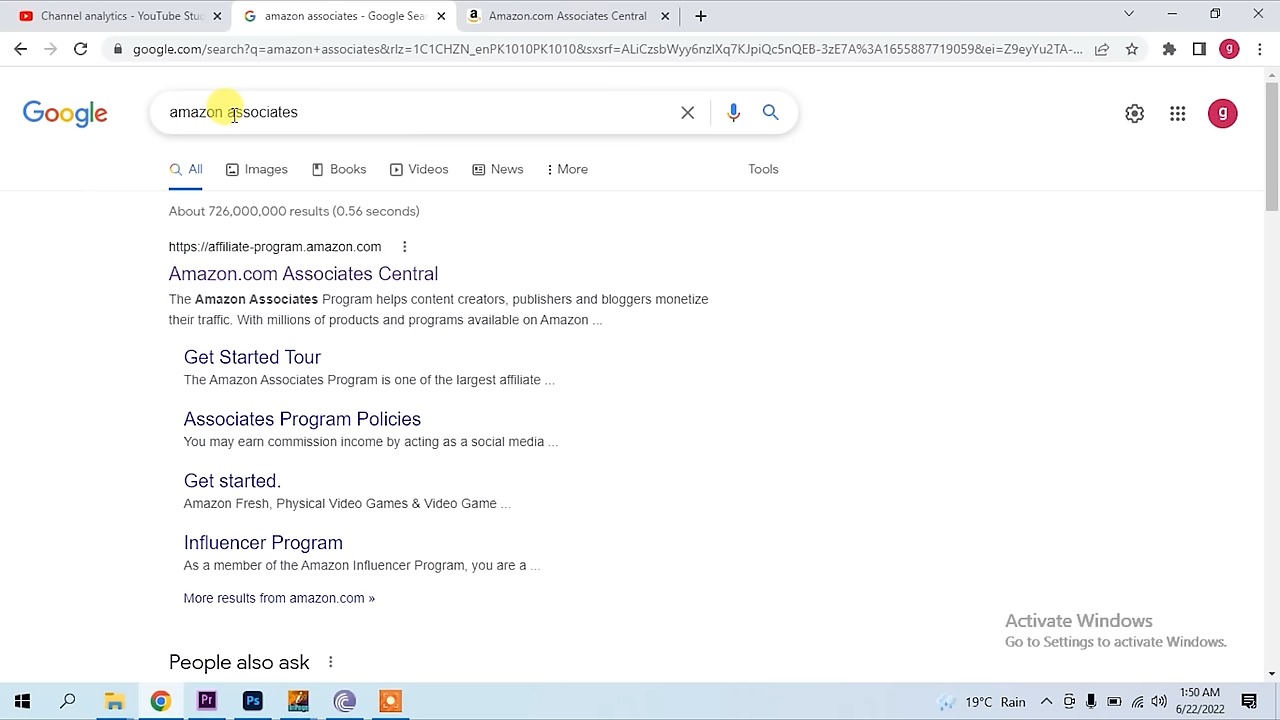 Channel analytics - YouTube Stu
amazon associates - Google Sea
Amazon.com Associates Central
google.com/search?q=amazon+associates&rlz=1C1CHZN_enPK1010PK1010&sxsrf=ALiCzsbWyy6nzIXq7KJpiQc5nQEB-3zE7A%3A1655887719059&ei=Z9eyYu2TA-...
g
Google
amazon associates
g
All
Images
Books
Videos
News
More
Tools
About 726,000,000 results (0.56 seconds)
https://affiliate-program.amazon.com
Amazon.com Associates Central
The Amazon Associates Program helps content creators, publishers and bloggers monetize
their traffic. With millions of products and programs available on Amazon ...
Get Started Tour
The Amazon Associates Program is one of the largest affiliate ...
Associates Program Policies
You may earn commission income by acting as a social media ...
Get started.
Amazon Fresh, Physical Video Games & Video Game ...
Influencer Program
As a member of the Amazon Influencer Program, you are a ...
More results from amazon.com »
Activate Windows
Go to Settings to activate Windows.
People also ask
Pr
Ps
19°C Rain
1:50 AM
6/22/2022